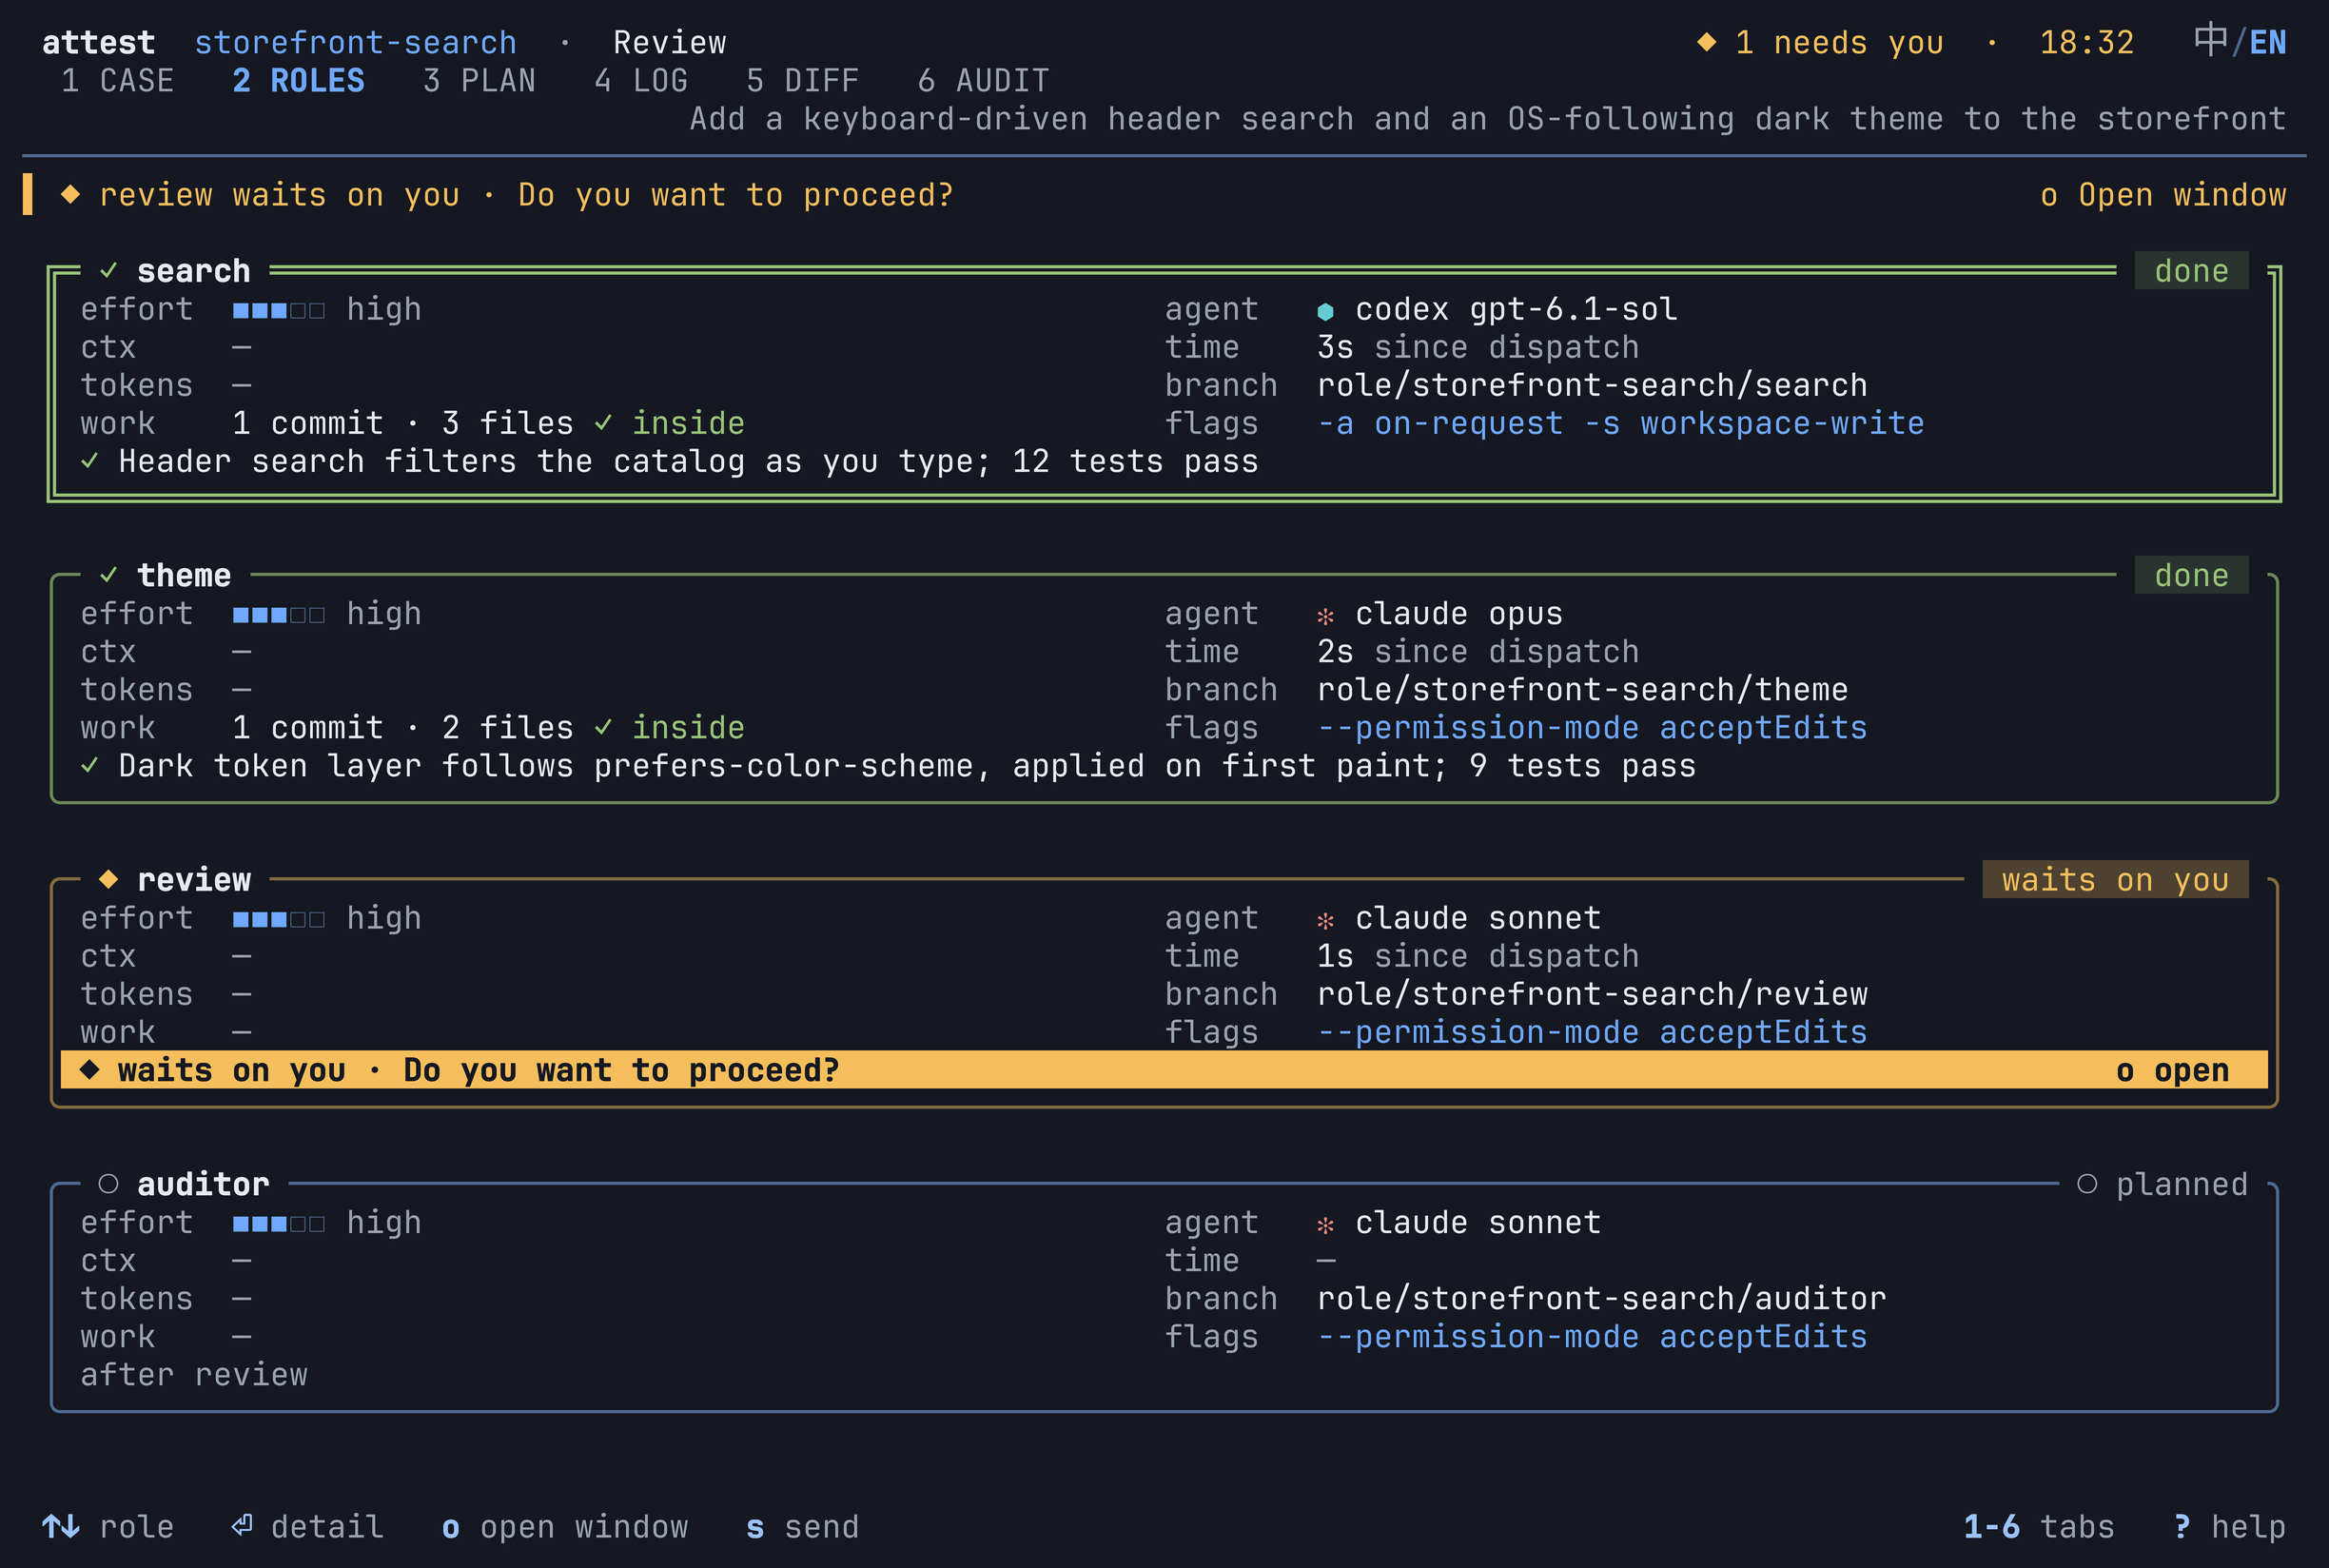 attest storefront-search · Review ◆ 1 needs you · 18:32 中/EN
1 CASE 2 ROLES 3 PLAN 4 LOG 5 DIFF 6 AUDIT
Add a keyboard-driven header search and an OS-following dark theme to the storefront
◆ review waits on you · Do you want to proceed? o Open window
✓ search done
effort ■■■□□ high agent ⬢ codex gpt-6.1-sol
ctx — time 3s since dispatch
tokens — branch role/storefront-search/search
work 1 commit · 3 files ✓ inside flags -a on-request -s workspace-write
✓ Header search filters the catalog as you type; 12 tests pass
✓ theme done
effort ■■■□□ high agent ✻ claude opus
ctx — time 2s since dispatch
tokens — branch role/storefront-search/theme
work 1 commit · 2 files ✓ inside flags --permission-mode acceptEdits
✓ Dark token layer follows prefers-color-scheme, applied on first paint; 9 tests pass
◆ review waits on you
effort ■■■□□ high agent ✻ claude sonnet
ctx — time 1s since dispatch
tokens — branch role/storefront-search/review
work — flags --permission-mode acceptEdits
◆ waits on you · Do you want to proceed? o open
○ auditor ○ planned
effort ■■■□□ high agent ✻ claude sonnet
ctx — time —
tokens — branch role/storefront-search/auditor
work — flags --permission-mode acceptEdits
after review
↑↓ role ⏎ detail o open window s send 1-6 tabs ? help